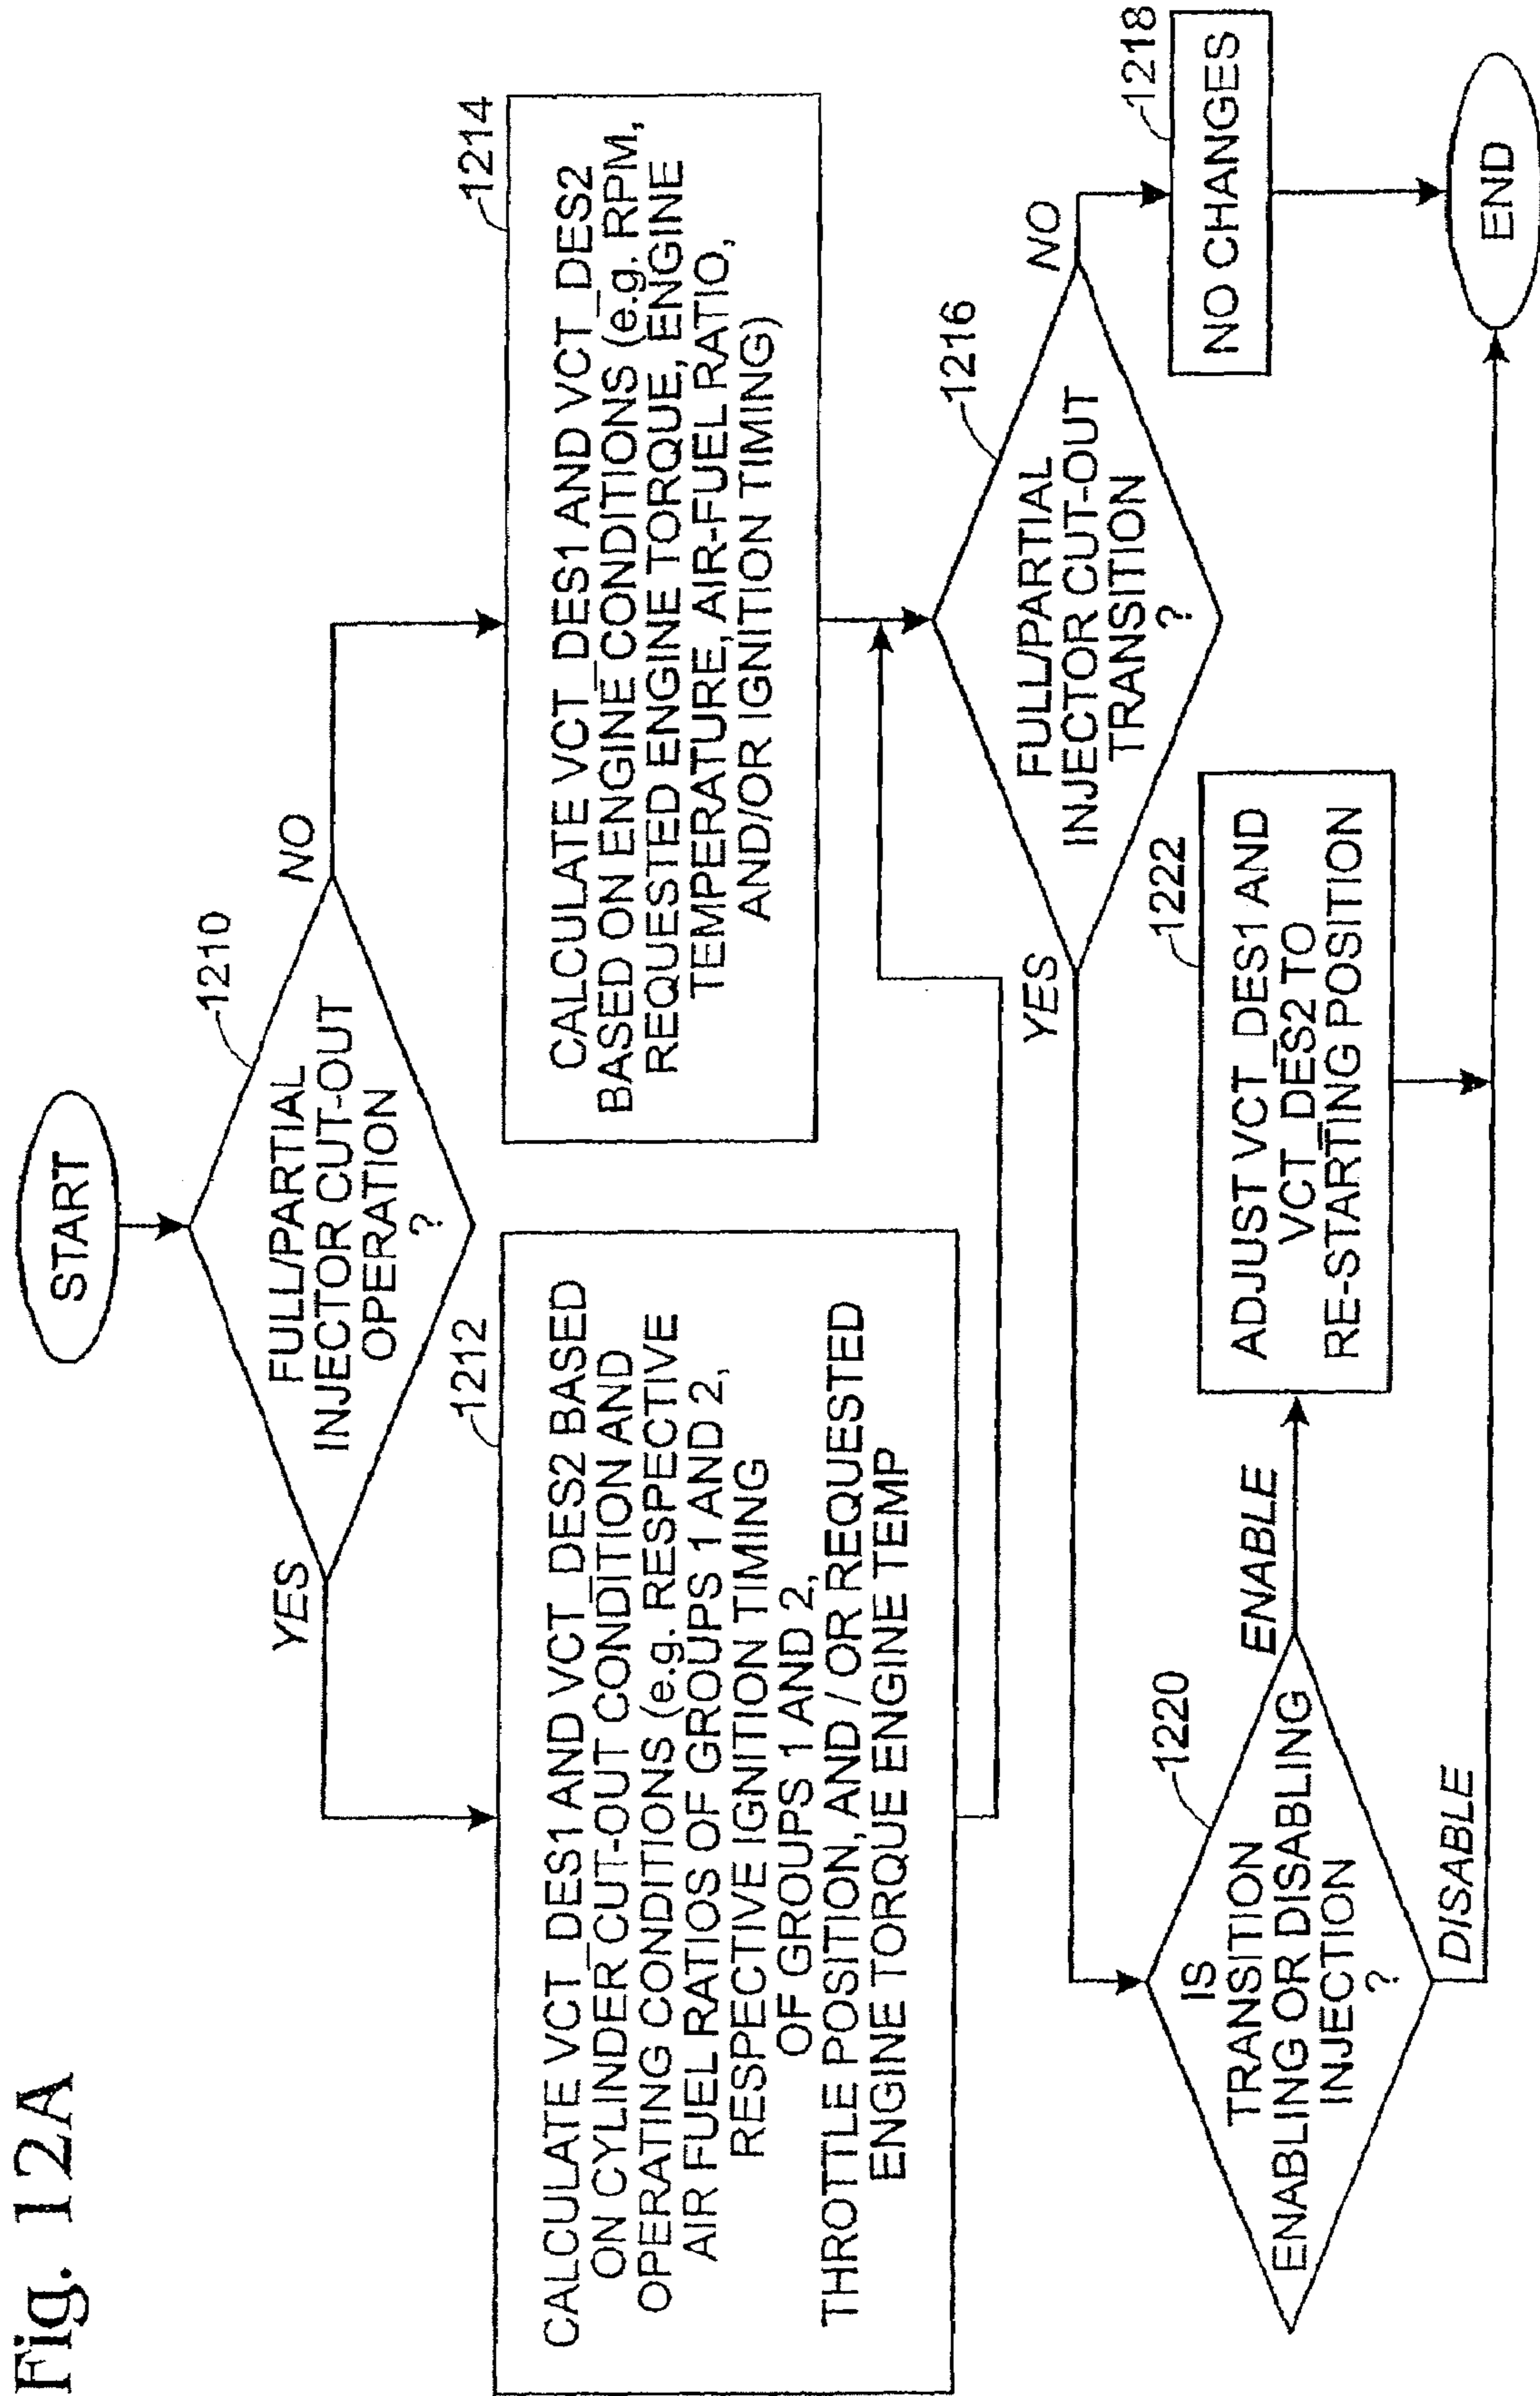 Fig. 12A
START
1210
FULL/PARTIAL
INJECTOR CUT-OUT
OPERATION
?
YES
NO
1212
CALCULATE VCT_DES1 AND VCT_DES2 BASED
ON CYLINDER CUT-OUT CONDITION AND
OPERATING CONDITIONS (e.g. RESPECTIVE
AIR FUEL RATIOS OF GROUPS 1 AND 2,
RESPECTIVE IGNITION TIMING
OF GROUPS 1 AND 2,
THROTTLE POSITION, AND / OR REQUESTED
ENGINE TORQUE ENGINE TEMP
1214
CALCULATE VCT_DES1 AND VCT_DES2
BASED ON ENGINE CONDITIONS (e.g. RPM,
REQUESTED ENGINE TORQUE, ENGINE
TEMPERATURE, AIR-FUEL RATIO,
AND/OR IGNITION TIMING)
1216
FULL/PARTIAL
INJECTOR CUT-OUT
TRANSITION
?
YES
NO
1218
NO CHANGES
1220
IS
TRANSITION
ENABLING OR DISABLING
INJECTION
?
ENABLE
DISABLE
1222
ADJUST VCT_DES1 AND
VCT_DES2 TO
RE-STARTING POSITION
END